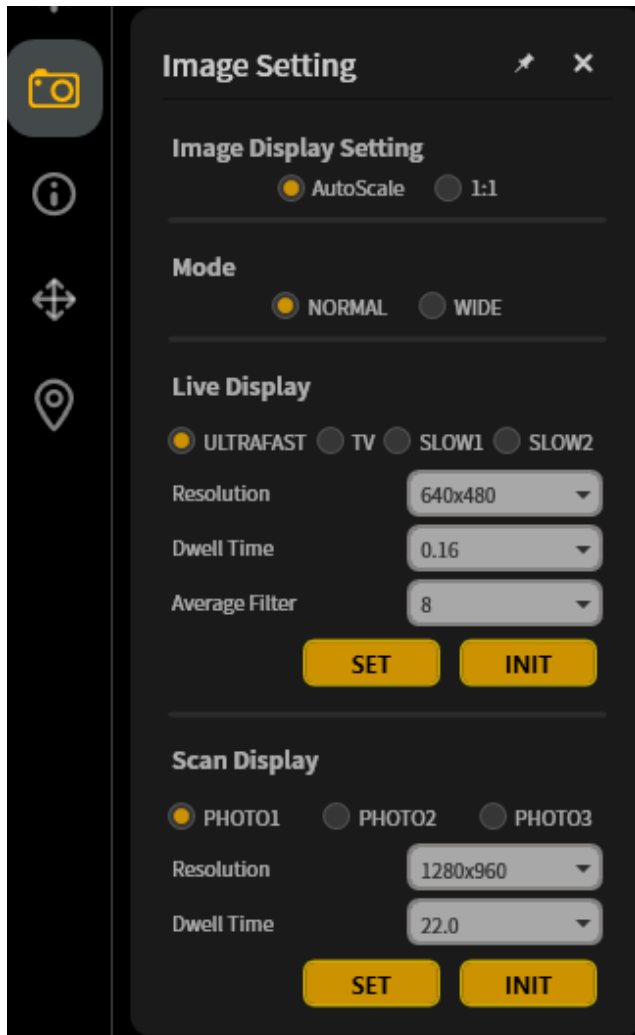 Image Setting
Image Display Setting
AutoScale 1:1
Mode
NORMAL WIDE
Live Display
ULTRAFAST TV SLOW1 SLOW2
Resolution 640x480
Dwell Time 0.16
Average Filter 8
SET INIT
Scan Display
PHOTO1 PHOTO2 PHOTO3
Resolution 1280x960
Dwell Time 22.0
SET INIT